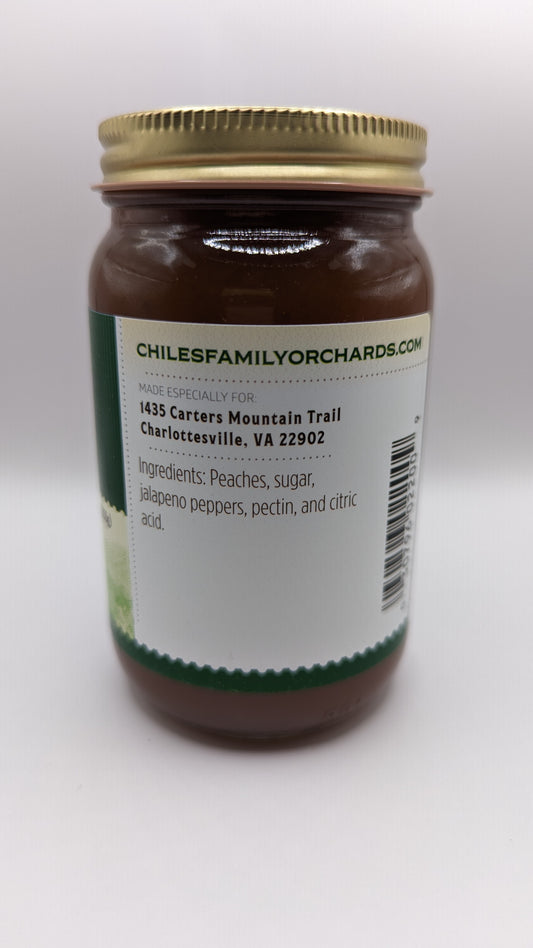 CHILESFAMILYORCHARDS.COM
MADE ESPECIALLY FOR:
1435 Carters Mountain Trail
Charlottesville, VA 22902
Ingredients: Peaches, sugar,
jalapeno peppers, pectin, and citric
acid.